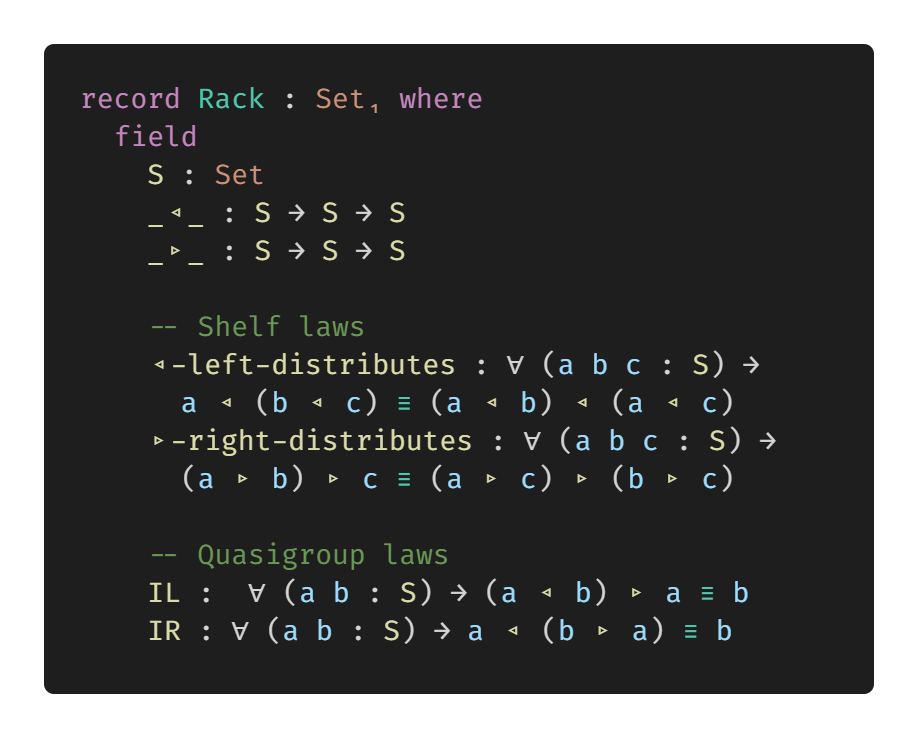 record Rack : Set₁ where
field
S : Set
_◃_ : S → S → S
_▹_ : S → S → S
-- Shelf laws
◃-left-distributes : ∀ (a b c : S) →
a ◃ (b ◃ c) ≡ (a ◃ b) ◃ (a ◃ c)
▹-right-distributes : ∀ (a b c : S) →
(a ▹ b) ▹ c ≡ (a ▹ c) ▹ (b ▹ c)
-- Quasigroup laws
IL :  ∀ (a b : S) → (a ◃ b) ▹ a ≡ b
IR : ∀ (a b : S) → a ◃ (b ▹ a) ≡ b